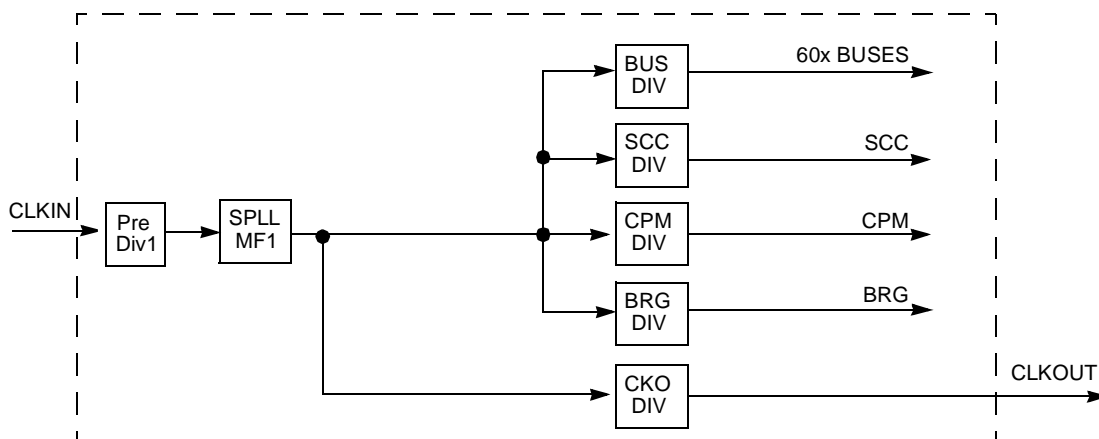 BUS
DIV
60x BUSES
SCC
DIV
SCC
CLKIN
Pre
Div1
SPLL
MF1
CPM
DIV
CPM
BRG
DIV
BRG
CKO
DIV
CLKOUT